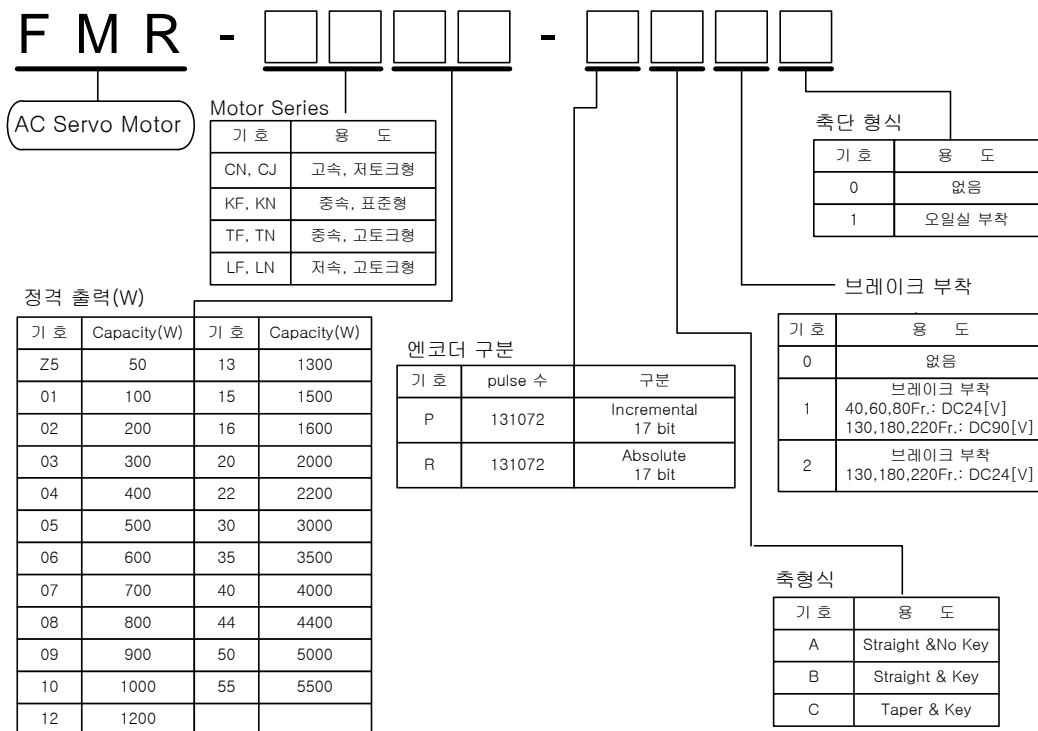 F M R - □ □ □ □ - □ □ □ □
AC Servo Motor
Motor Series
기 호 용 도
CN, CJ 고속, 저토크형
KF, KN 중속, 표준형
TF, TN 중속, 고토크형
LF, LN 저속, 고토크형
축단 형식
기 호 용 도
0 없음
1 오일실 부착
정격 출력(W)
기 호 Capacity(W) 기 호 Capacity(W)
Z5 50 13 1300
01 100 15 1500
02 200 16 1600
03 300 20 2000
04 400 22 2200
05 500 30 3000
06 600 35 3500
07 700 40 4000
08 800 44 4400
09 900 50 5000
10 1000 55 5500
12 1200
엔코더 구분
기 호 pulse 수 구분
P 131072 Incremental
17 bit
R 131072 Absolute
17 bit
브레이크 부착
기 호 용 도
0 없음
1 브레이크 부착
40,60,80Fr.: DC24[V]
130,180,220Fr.: DC90[V]
2 브레이크 부착
130,180,220Fr.: DC24[V]
축형식
기 호 용 도
A Straight &No Key
B Straight & Key
C Taper & Key